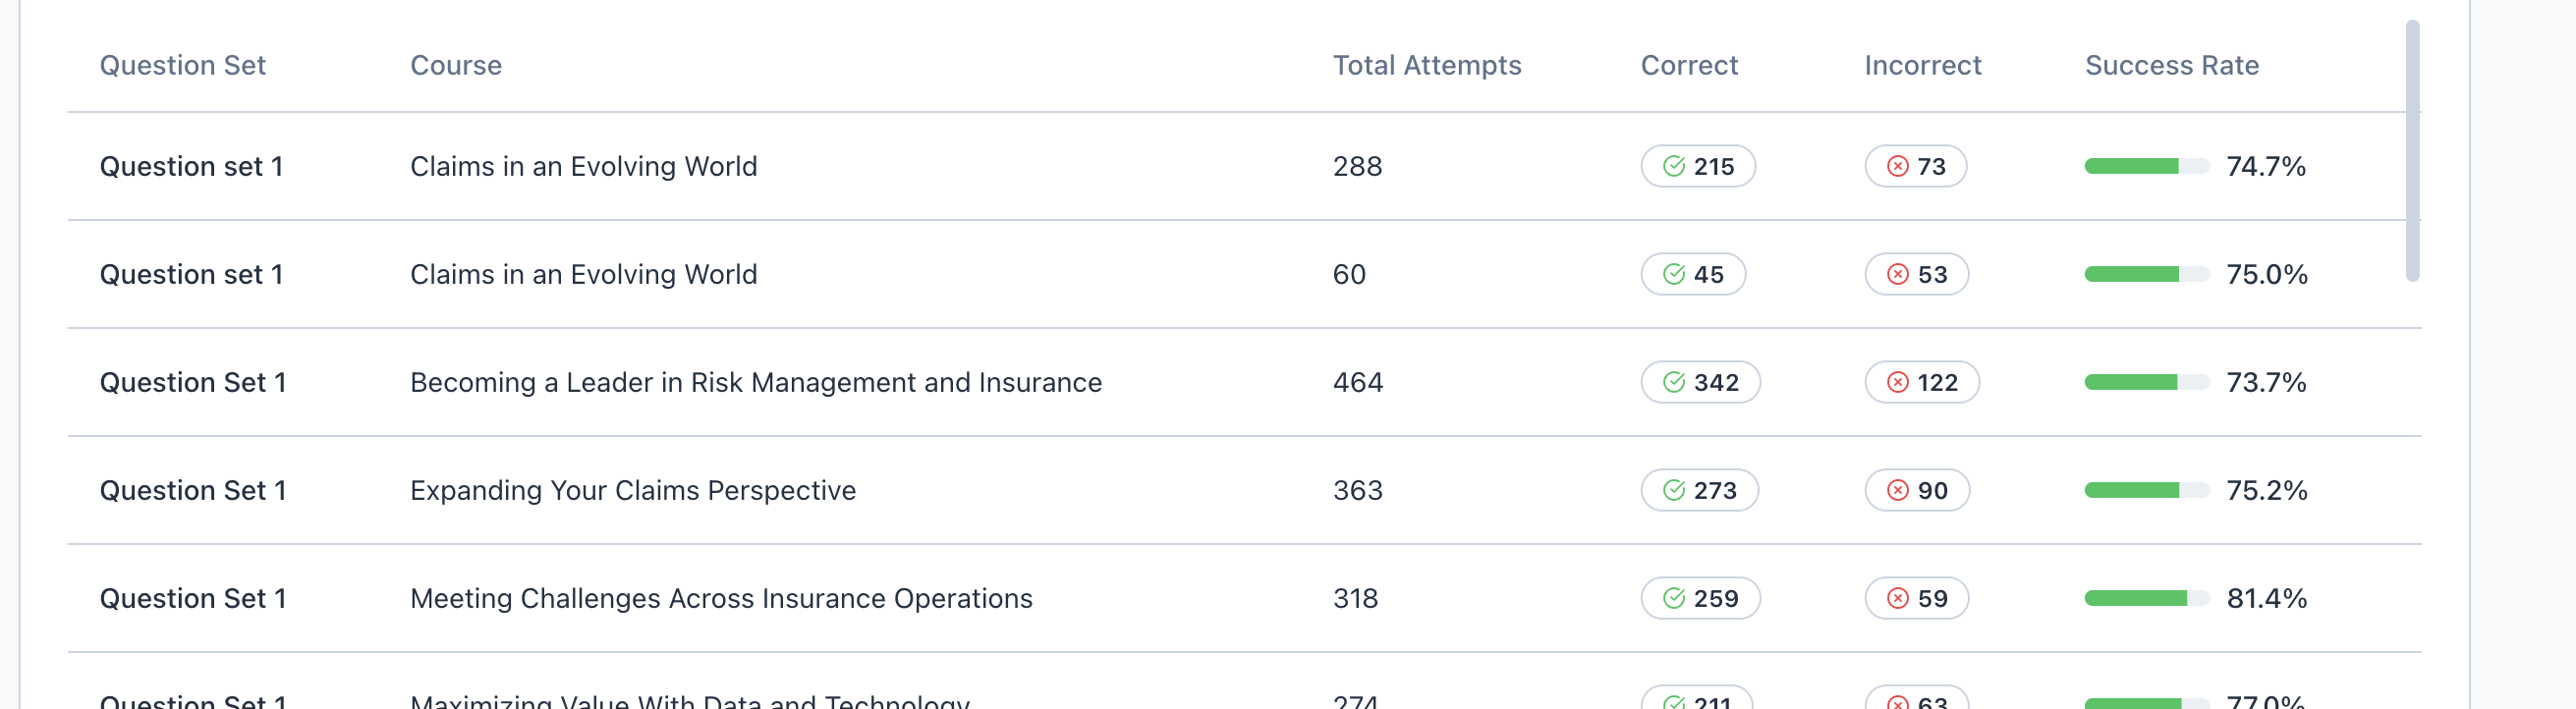 Question Set Course Total Attempts Correct Incorrect Success Rate
Question set 1 Claims in an Evolving World 288 215 73 74.7%
Question set 1 Claims in an Evolving World 60 45 53 75.0%
Question Set 1 Becoming a Leader in Risk Management and Insurance 464 342 122 73.7%
Question Set 1 Expanding Your Claims Perspective 363 273 90 75.2%
Question Set 1 Meeting Challenges Across Insurance Operations 318 259 59 81.4%
Question Set 1 Maximizing Value With Data and Technology 274 211 63 77.0%